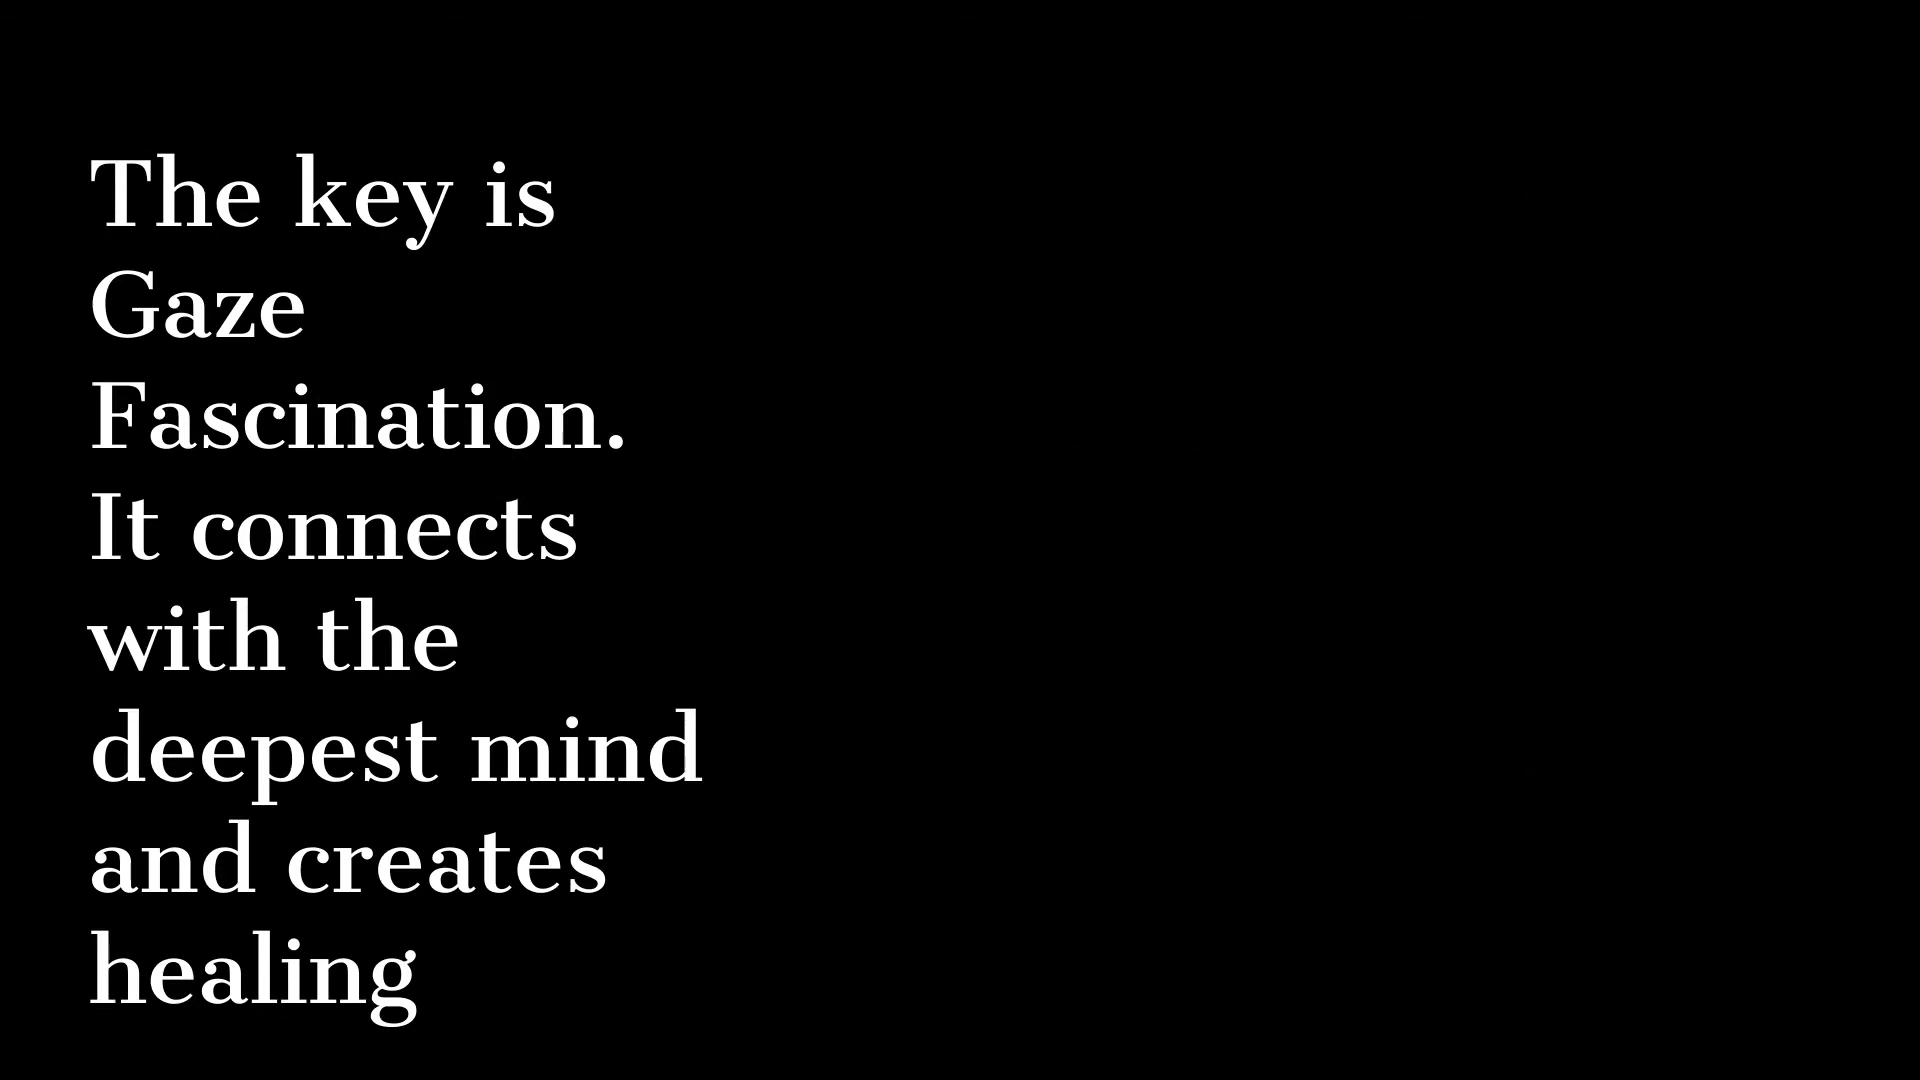 The key is
Gaze
Fascination.
It connects
with the
deepest mind
and creates
healing